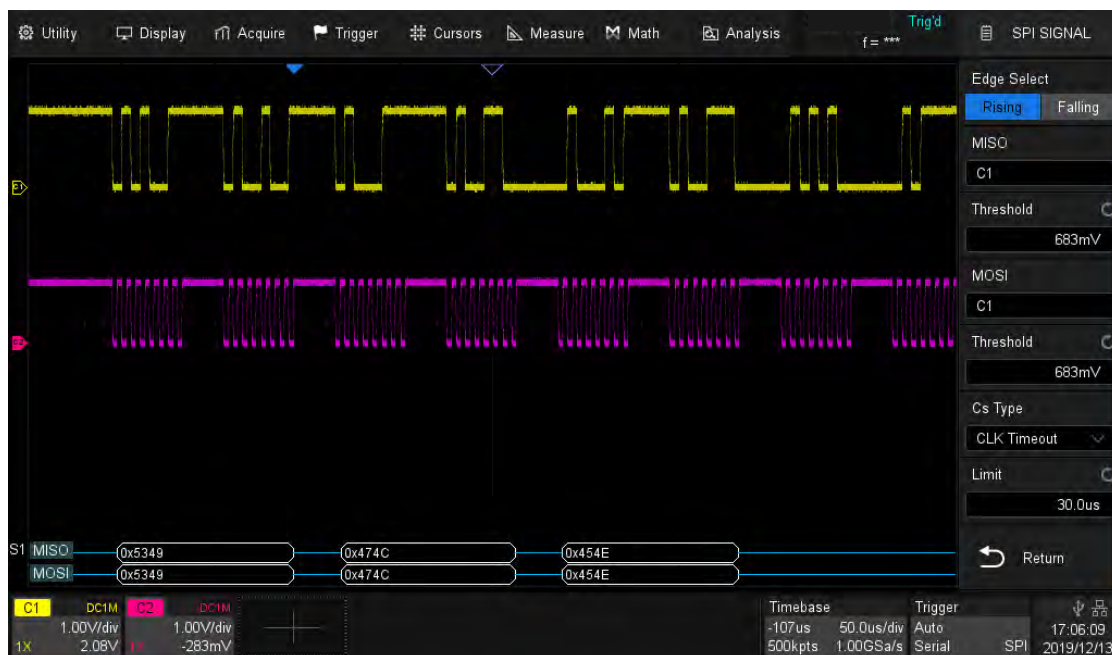 Utility Display Acquire Trigger Cursors Measure Math Analysis f = *** Trig'd SPI SIGNAL
Edge Select
Rising Falling
MISO
C1
Threshold
683mV
MOSI
C1
Threshold
683mV
Cs Type
CLK Timeout
Limit
30.0us
Return
C1
C2
S1 MISO 0x5349 0x474C 0x454E
MOSI 0x5349 0x474C 0x454E
C1 DC1M C2 DC1M
1.00V/div 1.00V/div
1X 2.08V 1X -283mV
Timebase Trigger
-107us 50.0us/div Auto 17:06:09
500kpts 1.00GSa/s Serial SPI 2019/12/13